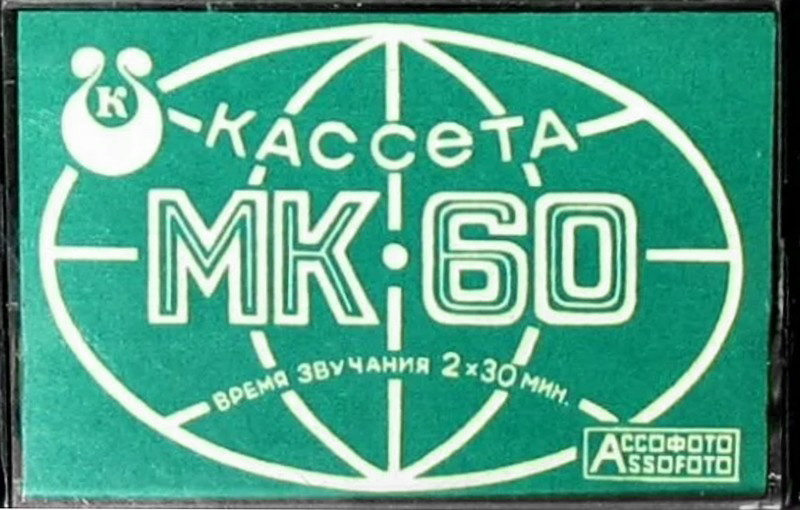 К
КАССЕТА
МК·60
ВРЕМЯ ЗВУЧАНИЯ 2×30 МИН.
АССОФОТО
ASSOFOTO